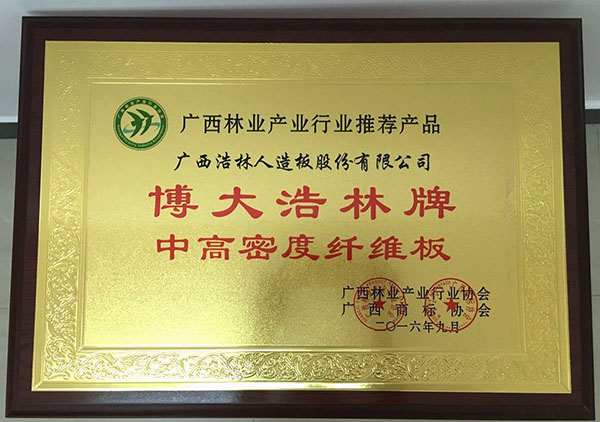 广西林业产业行业推荐产品
广西浩林人造板股份有限公司
博大浩林牌
中高密度纤维板
广西林业产业行业协会
广西商标协会
二〇一六年九月